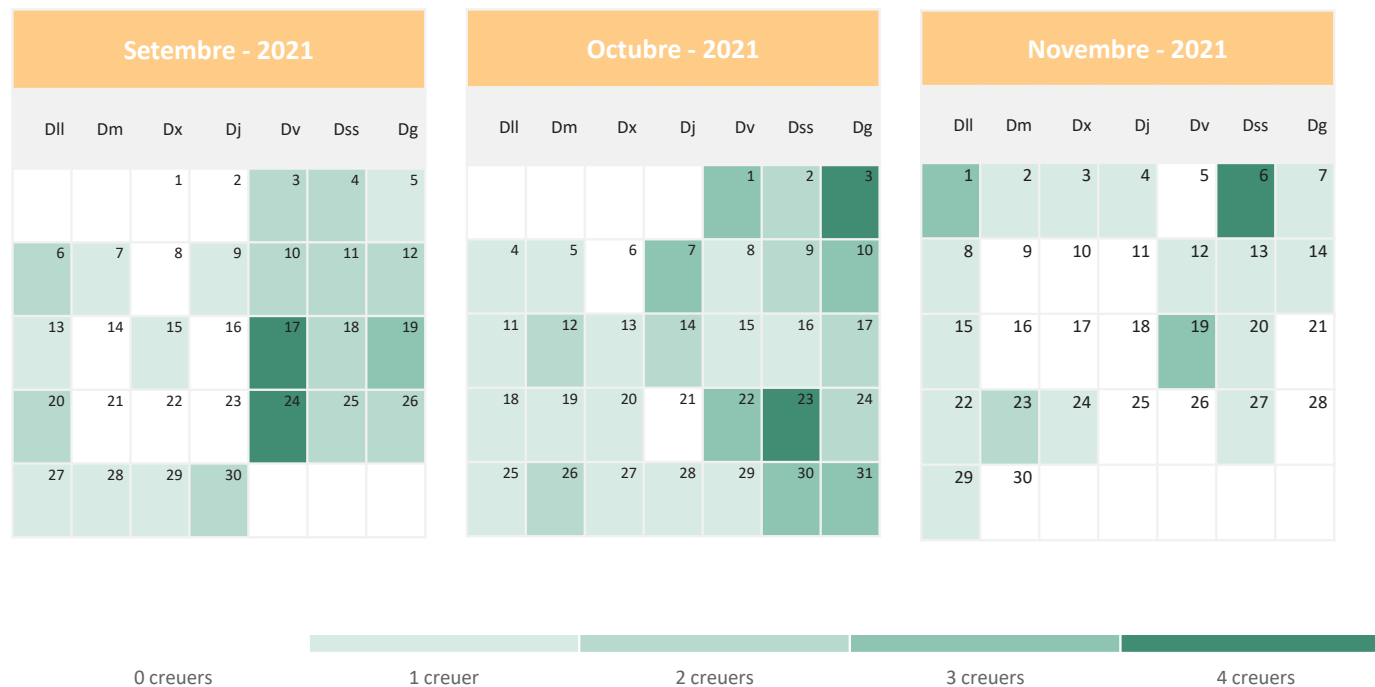 Setembre - 2021
Dll Dm Dx Dj Dv Dss Dg
1 2 3 4 5
6 7 8 9 10 11 12
13 14 15 16 17 18 19
20 21 22 23 24 25 26
27 28 29 30
Octubre - 2021
Dll Dm Dx Dj Dv Dss Dg
1 2 3
4 5 6 7 8 9 10
11 12 13 14 15 16 17
18 19 20 21 22 23 24
25 26 27 28 29 30 31
Novembre - 2021
Dll Dm Dx Dj Dv Dss Dg
1 2 3 4 5 6 7
8 9 10 11 12 13 14
15 16 17 18 19 20 21
22 23 24 25 26 27 28
29 30
0 creuers 1 creuer 2 creuers 3 creuers 4 creuers